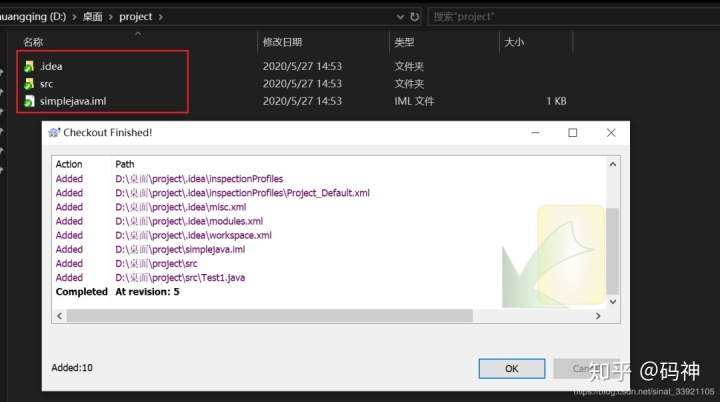 huangqing (D:) > 桌面 > project >
搜索"project"
名称 修改日期 类型 大小
.idea 2020/5/27 14:53 文件夹
src 2020/5/27 14:53 文件夹
simplejava.iml 2020/5/27 14:53 IML 文件 1 KB
Checkout Finished!
Action Path
Added D:\桌面\project\.idea\inspectionProfiles
Added D:\桌面\project\.idea\inspectionProfiles\Project_Default.xml
Added D:\桌面\project\.idea\misc.xml
Added D:\桌面\project\.idea\modules.xml
Added D:\桌面\project\.idea\workspace.xml
Added D:\桌面\project\simplejava.iml
Added D:\桌面\project\src
Added D:\桌面\project\src\Test1.java
Completed At revision: 5
Added:10
OK
知乎 @码神
https://blog.csdn.net/sinat_33921105